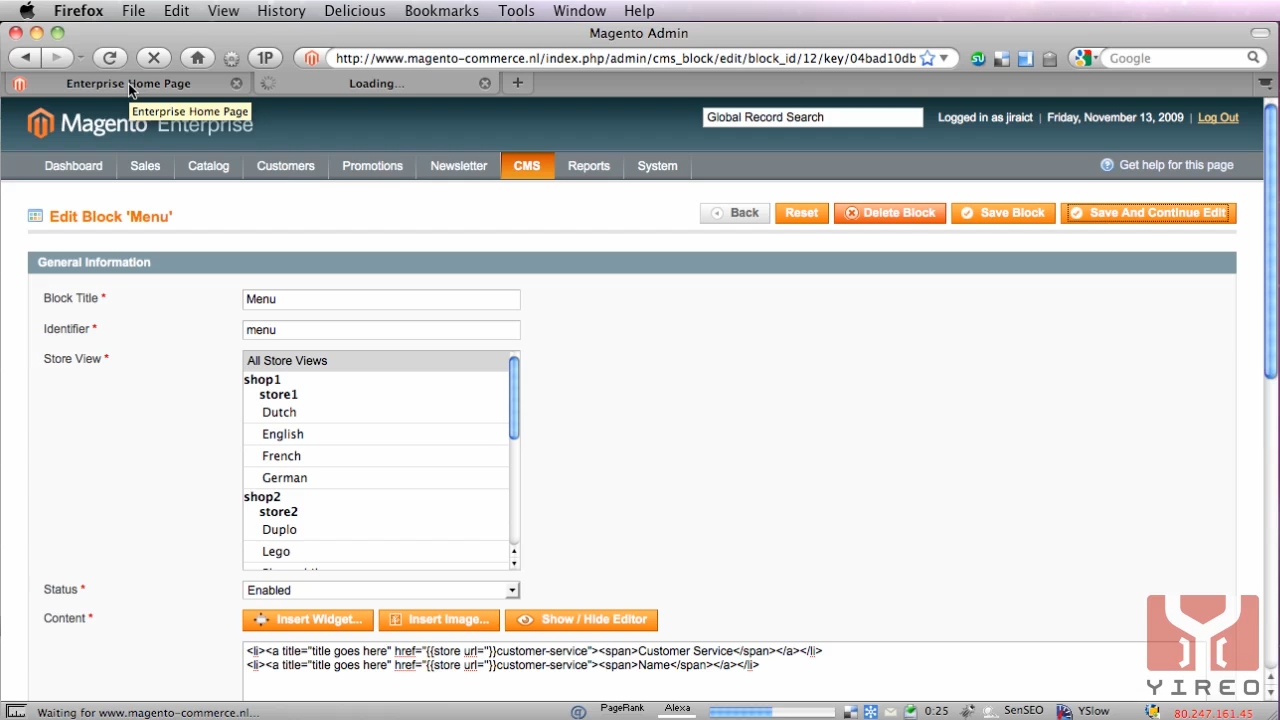 Firefox File Edit View History Delicious Bookmarks Tools Window Help
Magento Admin
1P http://www.magento-commerce.nl/index.php/admin/cms_block/edit/block_id/12/key/04bad10db Google
Enterprise Home Page Loading... +
Enterprise Home Page
Magento Enterprise
Global Record Search
Logged in as jiraict | Friday, November 13, 2009 | Log Out
Dashboard Sales Catalog Customers Promotions Newsletter CMS Reports System
Get help for this page
Edit Block 'Menu'
Back Reset Delete Block Save Block Save And Continue Edit
General Information
Block Title *
Menu
Identifier *
menu
Store View *
All Store Views
shop1
store1
Dutch
English
French
German
shop2
store2
Duplo
Lego
Status *
Enabled
Content *
Insert Widget... Insert Image... Show / Hide Editor
<li><a title="title goes here" href="{{store url=''}}customer-service"><span>Customer Service</span></a></li>
<li><a title="title goes here" href="{{store url=''}}customer-service"><span>Name</span></a></li>
YIREO
Waiting for www.magento-commerce.nl...
PageRank Alexa 0:25 SenSEO YSlow 80.247.161.45